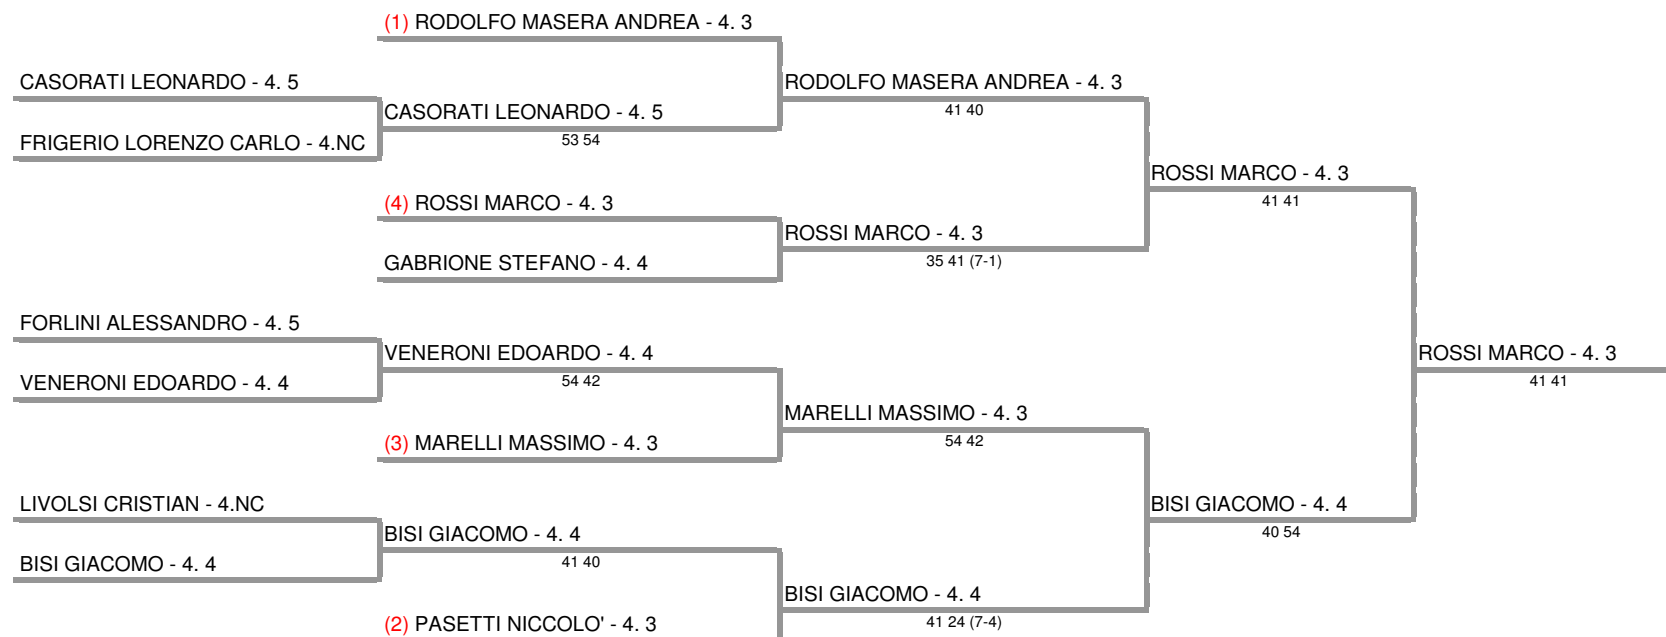 (1) RODOLFO MASERA ANDREA - 4. 3
CASORATI LEONARDO - 4. 5
RODOLFO MASERA ANDREA - 4. 3
41 40
CASORATI LEONARDO - 4. 5
53 54
FRIGERIO LORENZO CARLO - 4.NC
ROSSI MARCO - 4. 3
41 41
(4) ROSSI MARCO - 4. 3
ROSSI MARCO - 4. 3
35 41 (7-1)
GABRIONE STEFANO - 4. 4
FORLINI ALESSANDRO - 4. 5
VENERONI EDOARDO - 4. 4
54 42
ROSSI MARCO - 4. 3
41 41
VENERONI EDOARDO - 4. 4
MARELLI MASSIMO - 4. 3
54 42
(3) MARELLI MASSIMO - 4. 3
LIVOLSI CRISTIAN - 4.NC
BISI GIACOMO - 4. 4
40 54
BISI GIACOMO - 4. 4
41 40
BISI GIACOMO - 4. 4
BISI GIACOMO - 4. 4
41 24 (7-4)
(2) PASETTI NICCOLO' - 4. 3